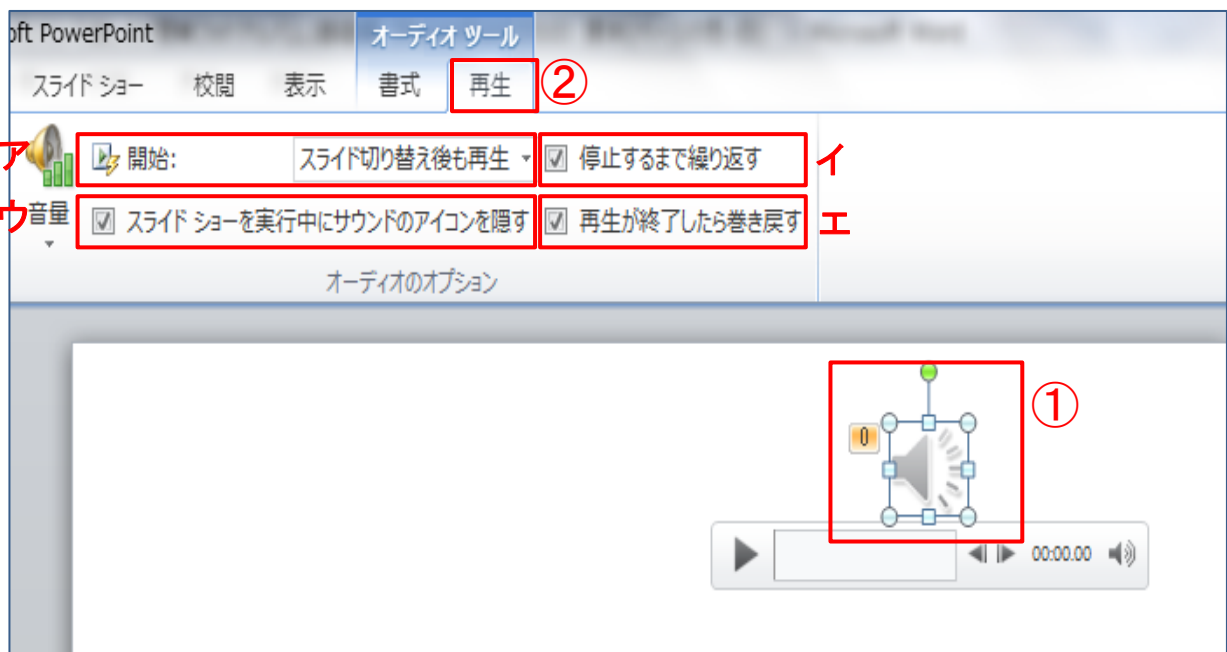 oft PowerPoint
オーディオ ツール
スライド ショー 校閲 表示 書式 再生 ②
ア 開始: スライド切り替え後も再生 停止するまで繰り返す イ
ウ 音量 スライド ショーを実行中にサウンドのアイコンを隠す 再生が終了したら巻き戻す エ
オーディオのオプション
①
0
00:00.00